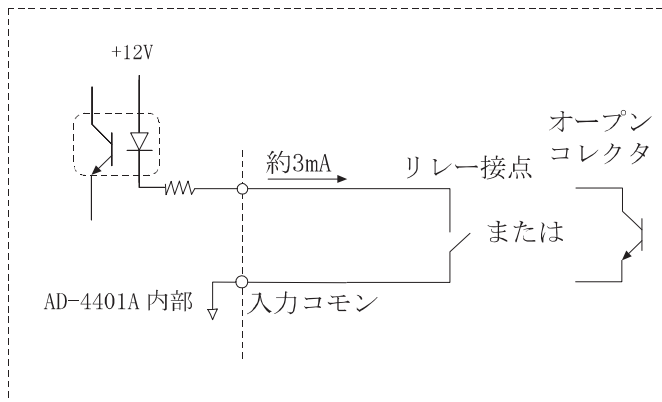 +12V
オープン
コレクタ
約3mA
リレー接点
または
AD-4401A 内部
入力コモン